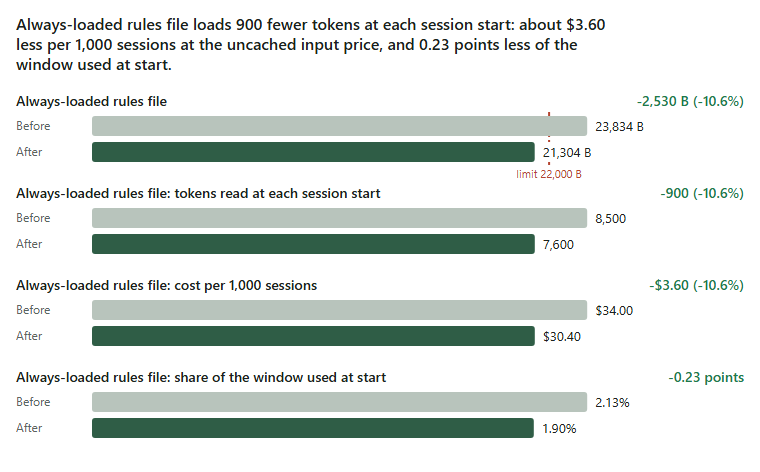 Always-loaded rules file loads 900 fewer tokens at each session start: about $3.60
less per 1,000 sessions at the uncached input price, and 0.23 points less of the
window used at start.
Always-loaded rules file -2,530 B (-10.6%)
Before 23,834 B
After 21,304 B
limit 22,000 B
Always-loaded rules file: tokens read at each session start -900 (-10.6%)
Before 8,500
After 7,600
Always-loaded rules file: cost per 1,000 sessions -$3.60 (-10.6%)
Before $34.00
After $30.40
Always-loaded rules file: share of the window used at start -0.23 points
Before 2.13%
After 1.90%